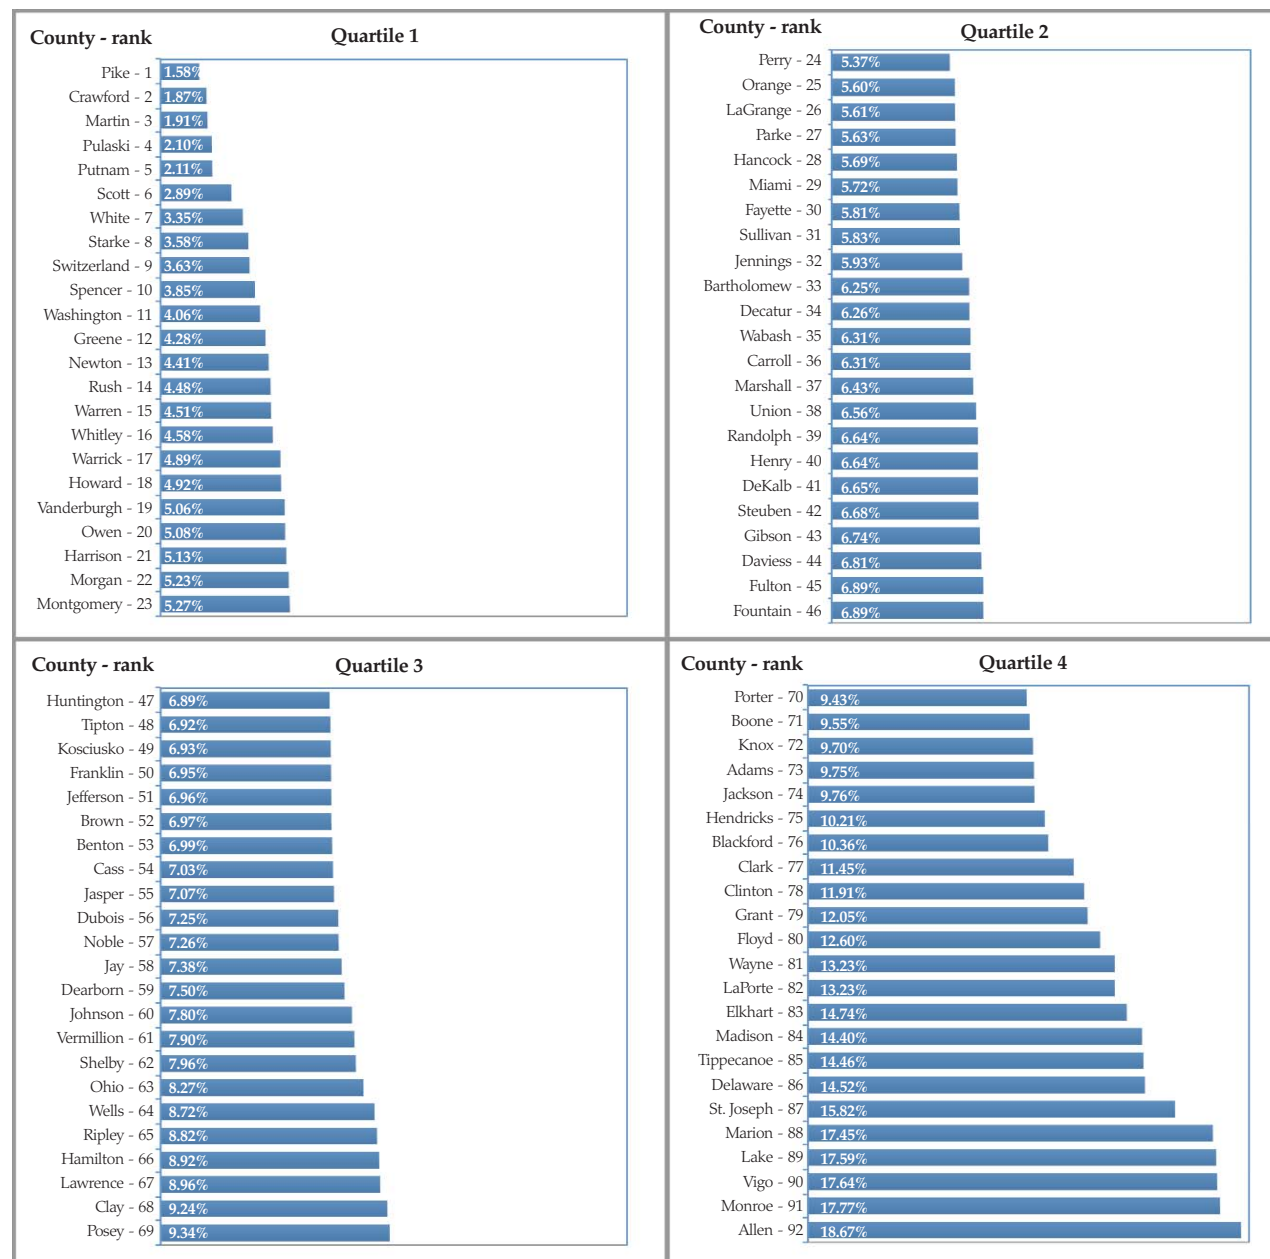 County - rank
Quartile 1
Pike - 1 1.58%
Crawford - 2 1.87%
Martin - 3 1.91%
Pulaski - 4 2.10%
Putnam - 5 2.11%
Scott - 6 2.89%
White - 7 3.35%
Starke - 8 3.58%
Switzerland - 9 3.63%
Spencer - 10 3.85%
Washington - 11 4.06%
Greene - 12 4.28%
Newton - 13 4.41%
Rush - 14 4.48%
Warren - 15 4.51%
Whitley - 16 4.58%
Warrick - 17 4.89%
Howard - 18 4.92%
Vanderburgh - 19 5.06%
Owen - 20 5.08%
Harrison - 21 5.13%
Morgan - 22 5.23%
Montgomery - 23 5.27%
County - rank
Quartile 2
Perry - 24 5.37%
Orange - 25 5.60%
LaGrange - 26 5.61%
Parke - 27 5.63%
Hancock - 28 5.69%
Miami - 29 5.72%
Fayette - 30 5.81%
Sullivan - 31 5.83%
Jennings - 32 5.93%
Bartholomew - 33 6.25%
Decatur - 34 6.26%
Wabash - 35 6.31%
Carroll - 36 6.31%
Marshall - 37 6.43%
Union - 38 6.56%
Randolph - 39 6.64%
Henry - 40 6.64%
DeKalb - 41 6.65%
Steuben - 42 6.68%
Gibson - 43 6.74%
Daviess - 44 6.81%
Fulton - 45 6.89%
Fountain - 46 6.89%
County - rank
Quartile 3
Huntington - 47 6.89%
Tipton - 48 6.92%
Kosciusko - 49 6.93%
Franklin - 50 6.95%
Jefferson - 51 6.96%
Brown - 52 6.97%
Benton - 53 6.99%
Cass - 54 7.03%
Jasper - 55 7.07%
Dubois - 56 7.25%
Noble - 57 7.26%
Jay - 58 7.38%
Dearborn - 59 7.50%
Johnson - 60 7.80%
Vermillion - 61 7.90%
Shelby - 62 7.96%
Ohio - 63 8.27%
Wells - 64 8.72%
Ripley - 65 8.82%
Hamilton - 66 8.92%
Lawrence - 67 8.96%
Clay - 68 9.24%
Posey - 69 9.34%
County - rank
Quartile 4
Porter - 70 9.43%
Boone - 71 9.55%
Knox - 72 9.70%
Adams - 73 9.75%
Jackson - 74 9.76%
Hendricks - 75 10.21%
Blackford - 76 10.36%
Clark - 77 11.45%
Clinton - 78 11.91%
Grant - 79 12.05%
Floyd - 80 12.60%
Wayne - 81 13.23%
LaPorte - 82 13.23%
Elkhart - 83 14.74%
Madison - 84 14.40%
Tippecanoe - 85 14.46%
Delaware - 86 14.52%
St. Joseph - 87 15.82%
Marion - 88 17.45%
Lake - 89 17.59%
Vigo - 90 17.64%
Monroe - 91 17.77%
Allen - 92 18.67%